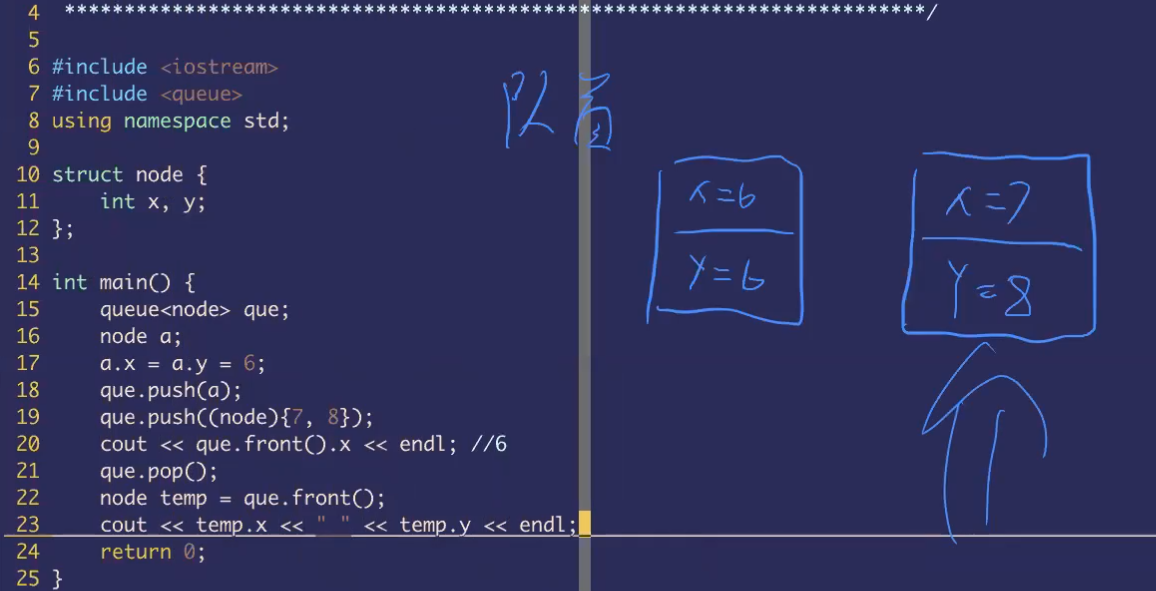 4 ************************************************************************/
5
6 #include <iostream>
7 #include <queue>
8 using namespace std;
9
10 struct node {
11     int x, y;
12 };
13
14 int main() {
15     queue<node> que;
16     node a;
17     a.x = a.y = 6;
18     que.push(a);
19     que.push((node){7, 8});
20     cout << que.front().x << endl; //6
21     que.pop();
22     node temp = que.front();
23     cout << temp.x << " " << temp.y << endl;
24     return 0;
25 }
队首
x=6
y=6
x=7
y=8